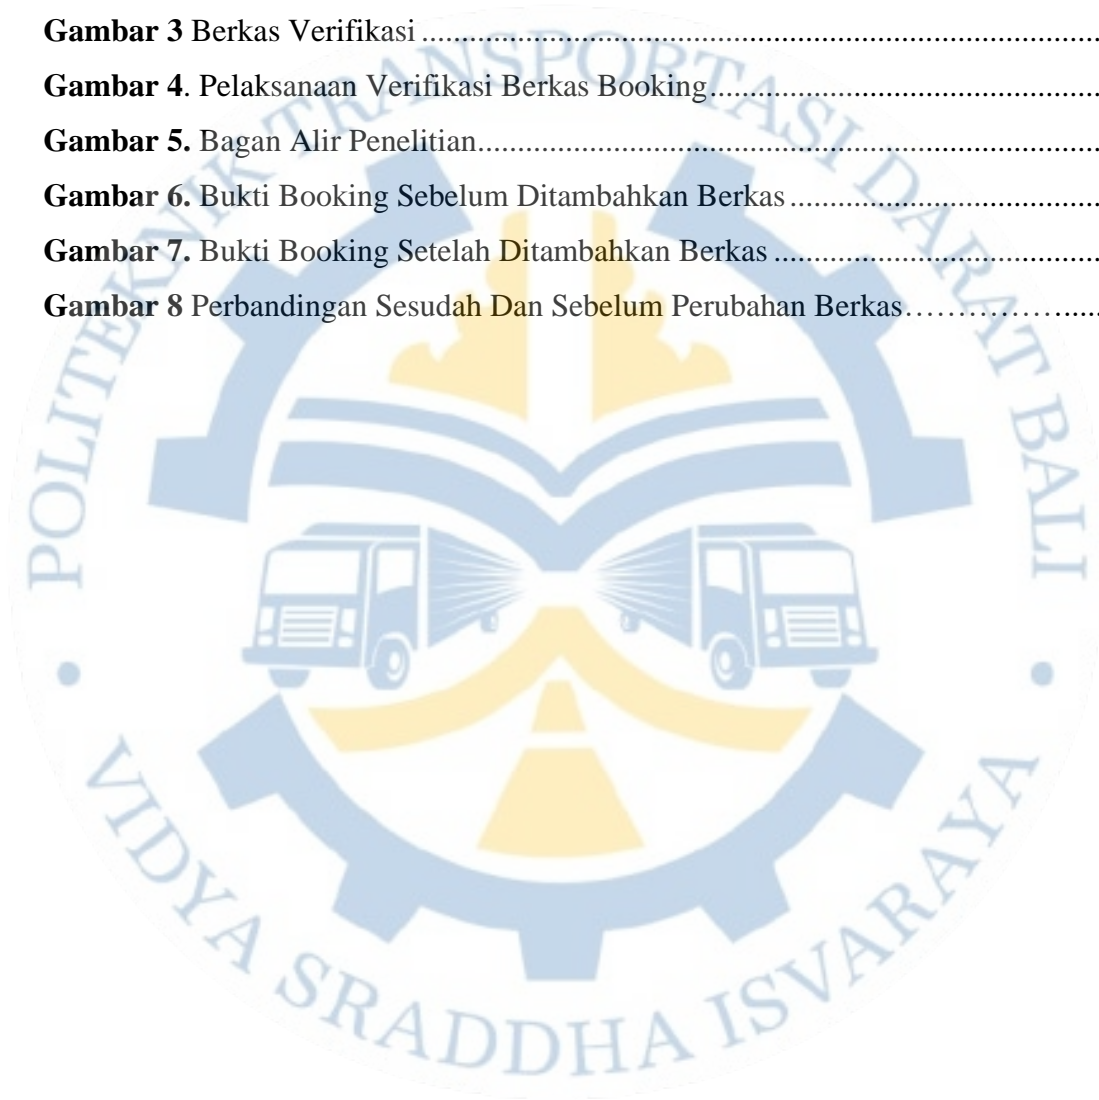 Gambar 3 Berkas Verifikasi ........................................................................................
Gambar 4. Pelaksanaan Verifikasi Berkas Booking....................................................
Gambar 5. Bagan Alir Penelitian.................................................................................
Gambar 6. Bukti Booking Sebelum Ditambahkan Berkas ..........................................
Gambar 7. Bukti Booking Setelah Ditambahkan Berkas ............................................
Gambar 8 Perbandingan Sesudah Dan Sebelum Perubahan Berkas……………......
POLITEKNIK TRANSPORTASI DARAT BALI
VIDYA SRADDHA ISVARAYA